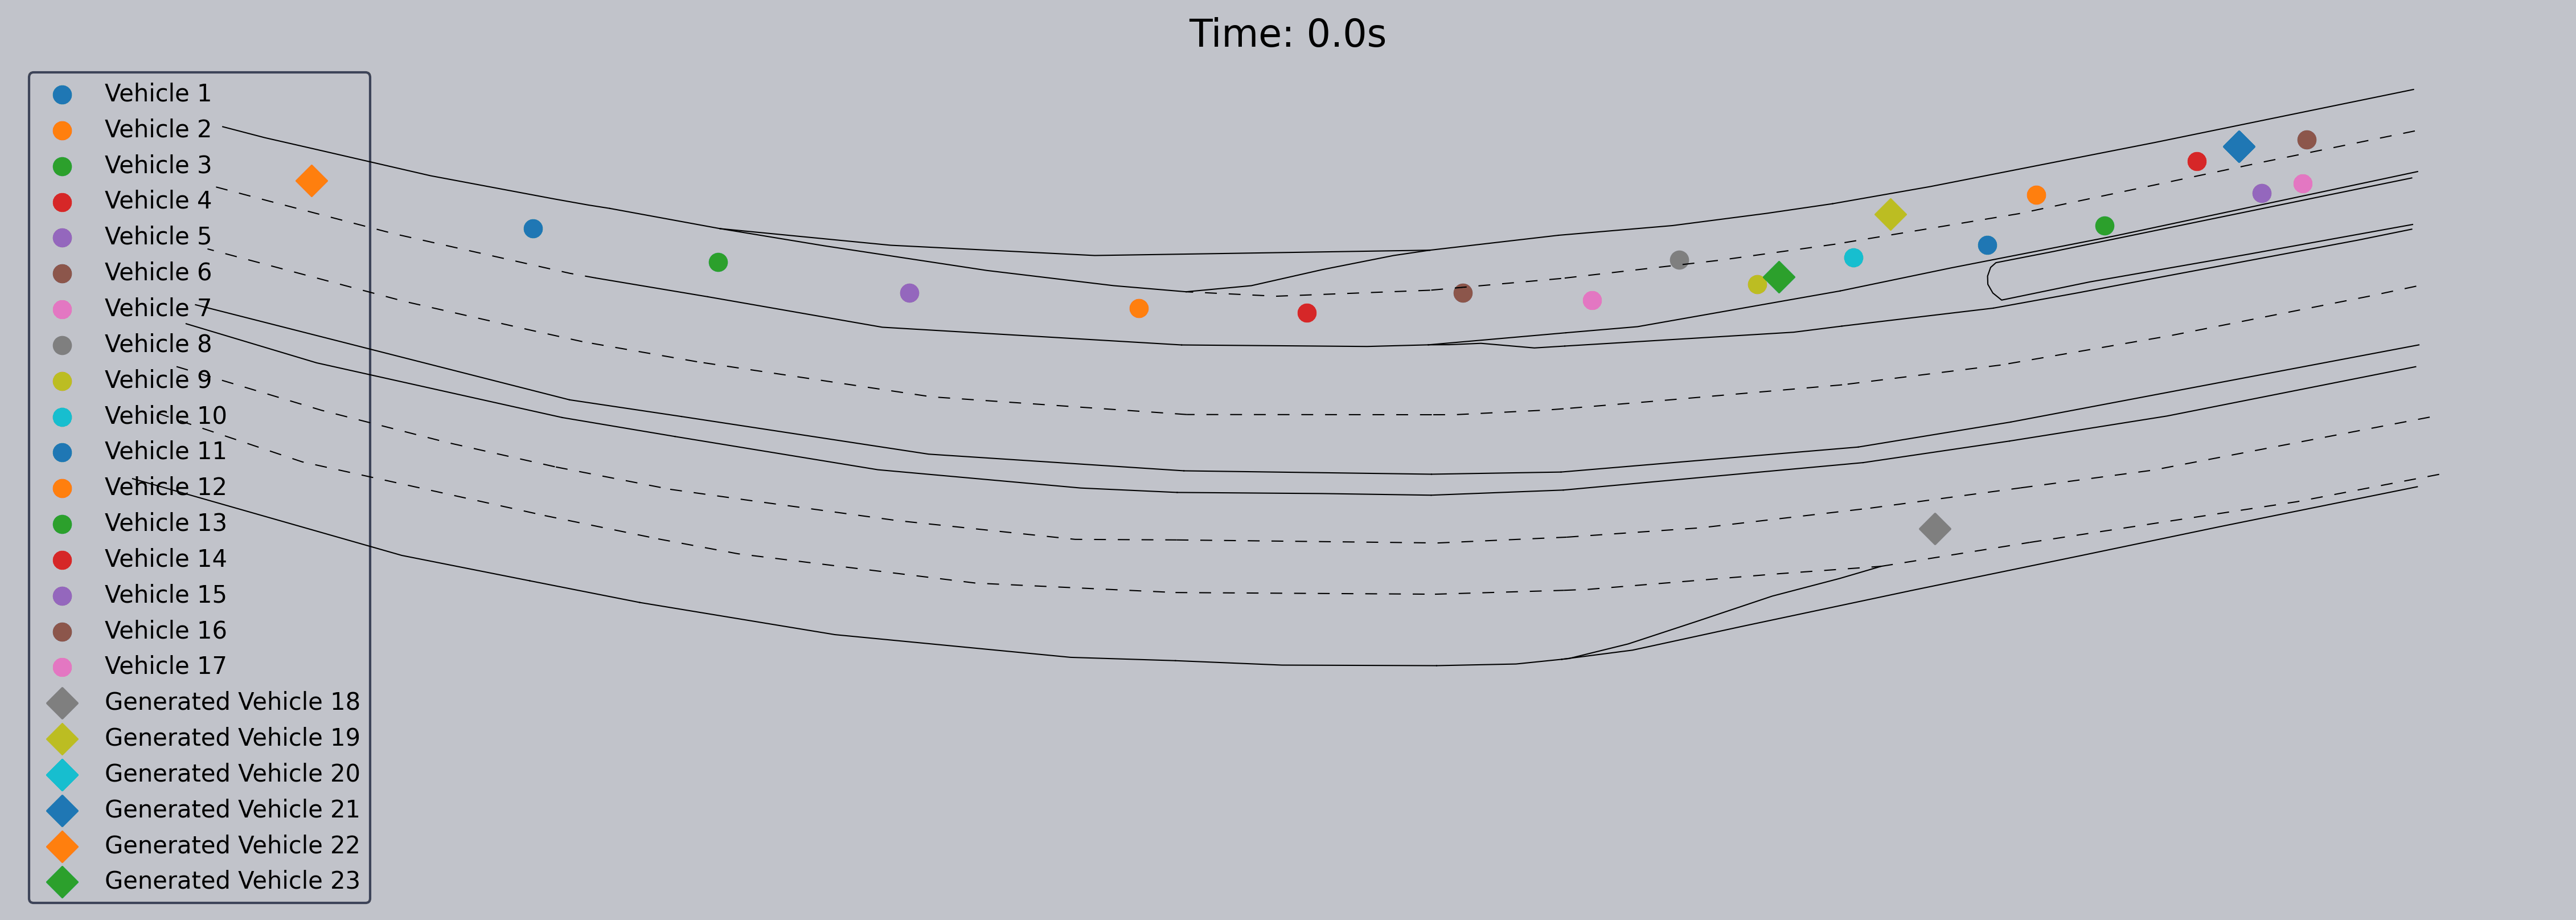 Time: 0.0s
Vehicle 1
Vehicle 2
Vehicle 3
Vehicle 4
Vehicle 5
Vehicle 6
Vehicle 7
Vehicle 8
Vehicle 9
Vehicle 10
Vehicle 11
Vehicle 12
Vehicle 13
Vehicle 14
Vehicle 15
Vehicle 16
Vehicle 17
Generated Vehicle 18
Generated Vehicle 19
Generated Vehicle 20
Generated Vehicle 21
Generated Vehicle 22
Generated Vehicle 23